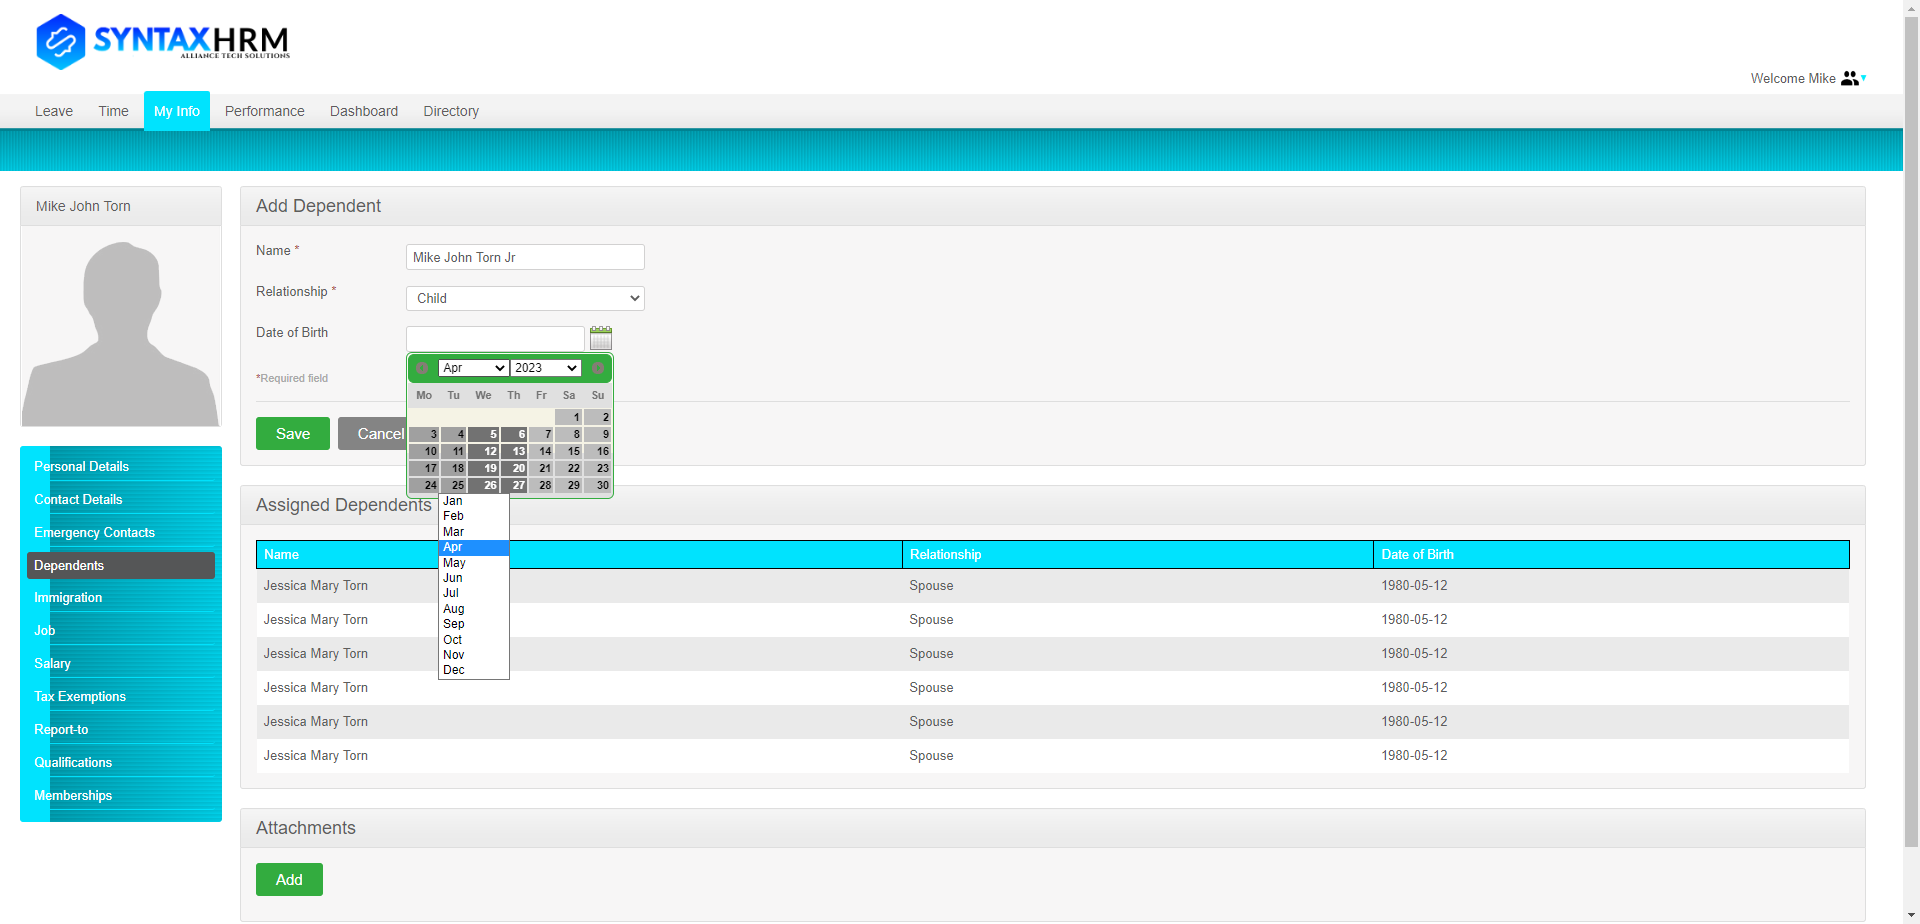 SYNTAXHRM
ALLIANCE TECH SOLUTIONS
Welcome Mike
Leave Time My Info Performance Dashboard Directory
Mike John Torn
Personal Details
Contact Details
Emergency Contacts
Dependents
Immigration
Job
Salary
Tax Exemptions
Report-to
Qualifications
Memberships
Add Dependent
Name *
Mike John Torn Jr
Relationship *
Child
Date of Birth
Apr 2023
Mo Tu We Th Fr Sa Su
1 2
3 4 5 6 7 8 9
10 11 12 13 14 15 16
17 18 19 20 21 22 23
24 25 26 27 28 29 30
Jan
Feb
Mar
Apr
May
Jun
Jul
Aug
Sep
Oct
Nov
Dec
*Required field
Save Cancel
Assigned Dependents
Name Relationship Date of Birth
Jessica Mary Torn Spouse 1980-05-12
Jessica Mary Torn Spouse 1980-05-12
Jessica Mary Torn Spouse 1980-05-12
Jessica Mary Torn Spouse 1980-05-12
Jessica Mary Torn Spouse 1980-05-12
Jessica Mary Torn Spouse 1980-05-12
Attachments
Add